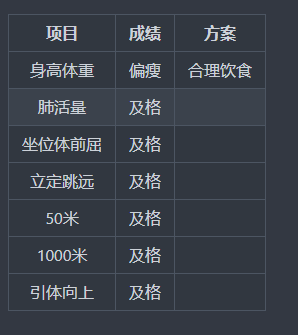 项目 成绩 方案
身高体重 偏瘦 合理饮食
肺活量 及格
坐位体前屈 及格
立定跳远 及格
50米 及格
1000米 及格
引体向上 及格